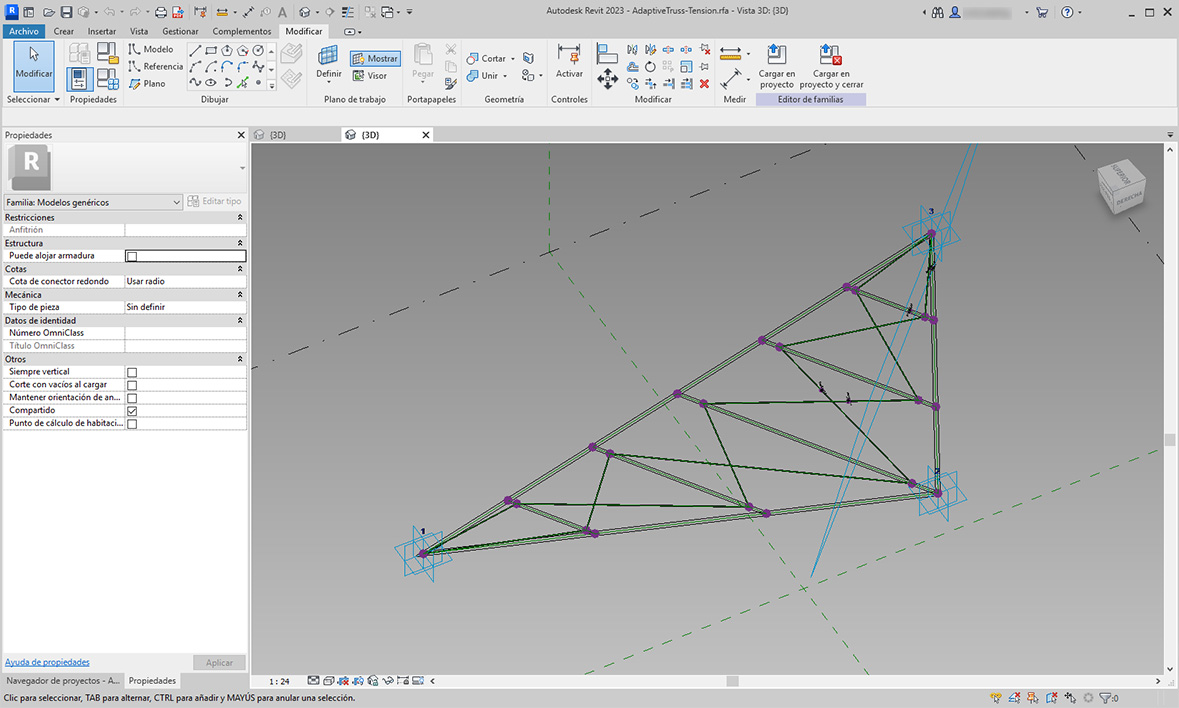 Autodesk Revit 2023 - AdaptiveTruss-Tension.rfa - Vista 3D: {3D}
Archivo Crear Insertar Vista Gestionar Complementos Modificar
Modificar
Modelo
Referencia
Plano
Definir
Mostrar
Visor
Pegar
Cortar
Unir
Activar
Cargar en
proyecto
Cargar en
proyecto y cerrar
Seleccionar Propiedades Dibujar Plano de trabajo Portapapeles Geometría Controles Modificar Medir Editor de familias
Propiedades
{3D}
{3D}
R
Familia: Modelos genéricos
Editar tipo
Restricciones
Anfitrión
Estructura
Puede alojar armadura
Cotas
Cota de conector redondo Usar radio
Mecánica
Tipo de pieza Sin definir
Datos de identidad
Número OmniClass
Título OmniClass
Otros
Siempre vertical
Corte con vacíos al cargar
Mantener orientación de an...
Compartido
Punto de cálculo de habitaci...
3
SUPERIOR
DERECHA
2
1
Ayuda de propiedades
Aplicar
Navegador de proyectos - A...
Propiedades
1 : 24
Clic para seleccionar, TAB para alternar, CTRL para añadir y MAYÚS para anular una selección.
:0